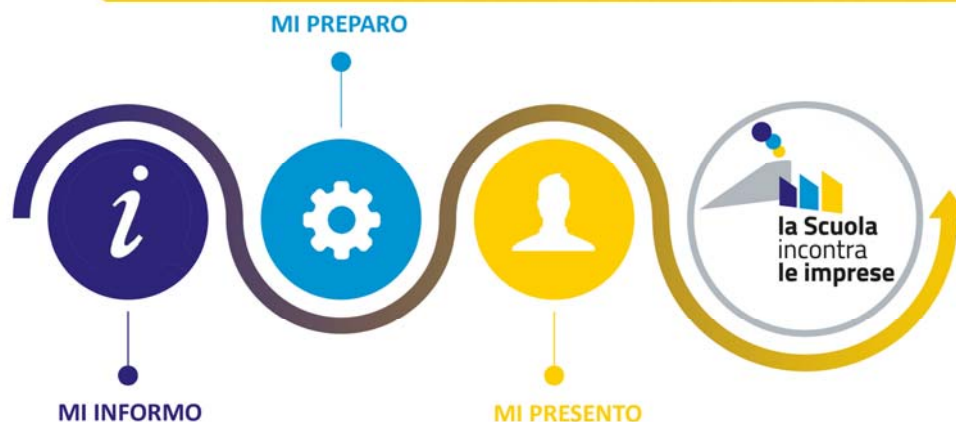 MI PREPARO
i
la Scuola
incontra
le imprese
MI INFORMO
MI PRESENTO